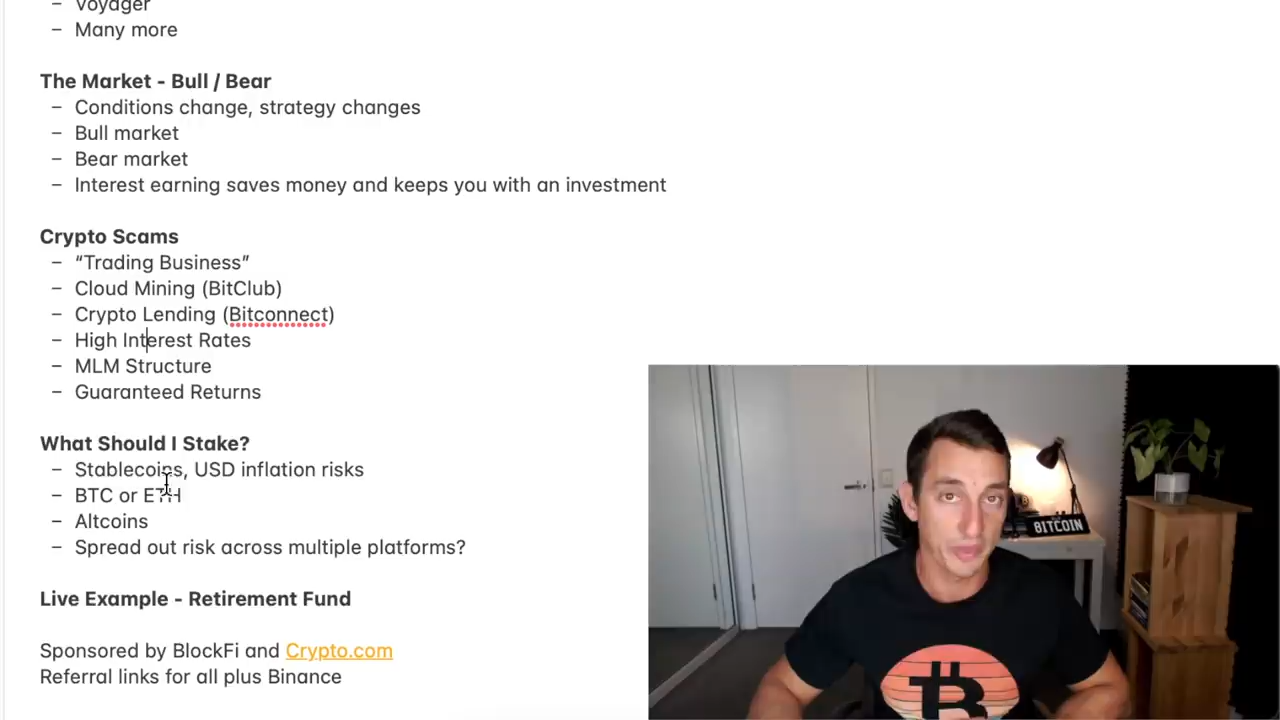 Voyager
– Many more
The Market - Bull / Bear
– Conditions change, strategy changes
– Bull market
– Bear market
– Interest earning saves money and keeps you with an investment
Crypto Scams
– “Trading Business”
– Cloud Mining (BitClub)
– Crypto Lending (Bitconnect)
– High Interest Rates
– MLM Structure
– Guaranteed Returns
What Should I Stake?
– Stablecoins, USD inflation risks
– BTC or ETH
– Altcoins
– Spread out risk across multiple platforms?
Live Example - Retirement Fund
Sponsored by BlockFi and Crypto.com
Referral links for all plus Binance
BITCOIN